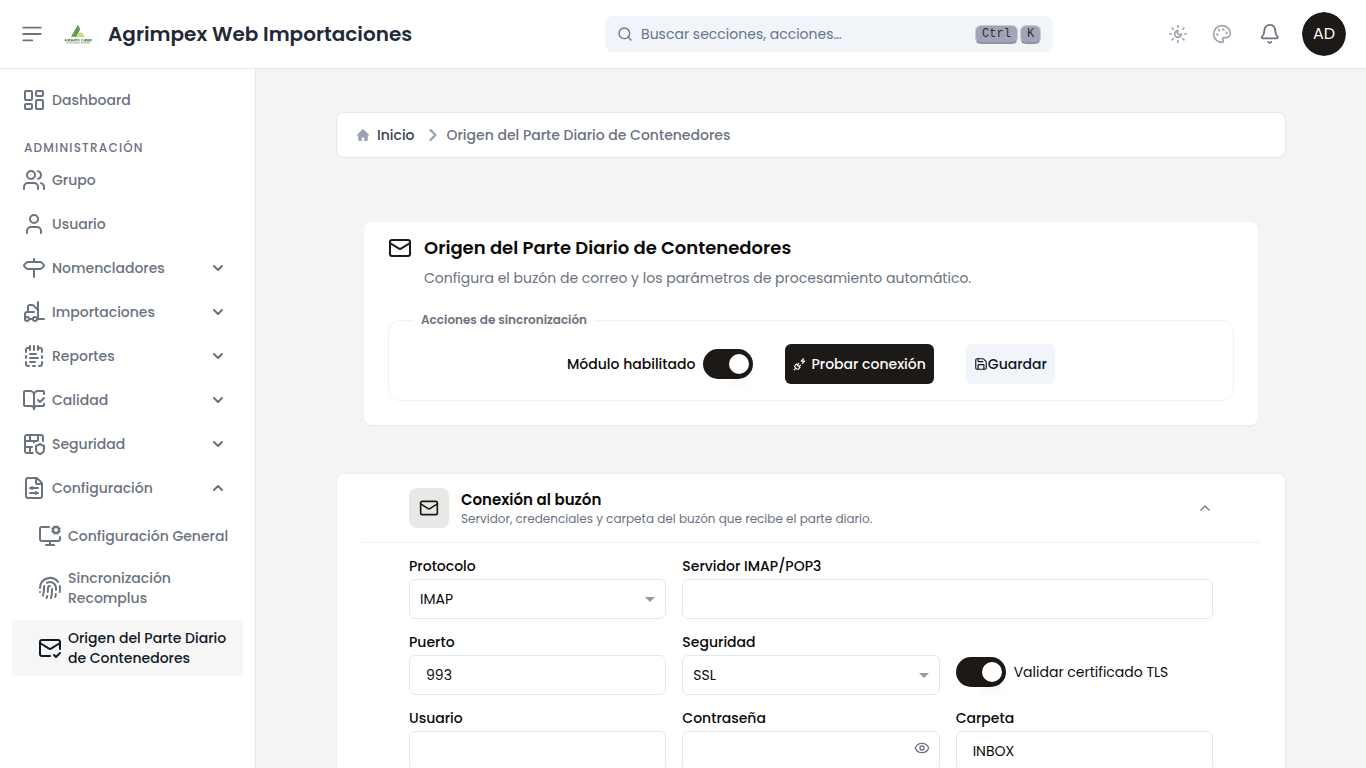 Agrimpex Web Importaciones
Buscar secciones, acciones...
Ctrl K
AD
Dashboard
ADMINISTRACIÓN
Grupo
Usuario
Nomencladores
Importaciones
Reportes
Calidad
Seguridad
Configuración
Configuración General
Sincronización
Recomplus
Origen del Parte Diario
de Contenedores
Inicio
Origen del Parte Diario de Contenedores
Origen del Parte Diario de Contenedores
Configura el buzón de correo y los parámetros de procesamiento automático.
Acciones de sincronización
Módulo habilitado
Probar conexión
Guardar
Conexión al buzón
Servidor, credenciales y carpeta del buzón que recibe el parte diario.
Protocolo
Servidor IMAP/POP3
IMAP
Puerto
Seguridad
993
SSL
Validar certificado TLS
Usuario
Contraseña
Carpeta
INBOX